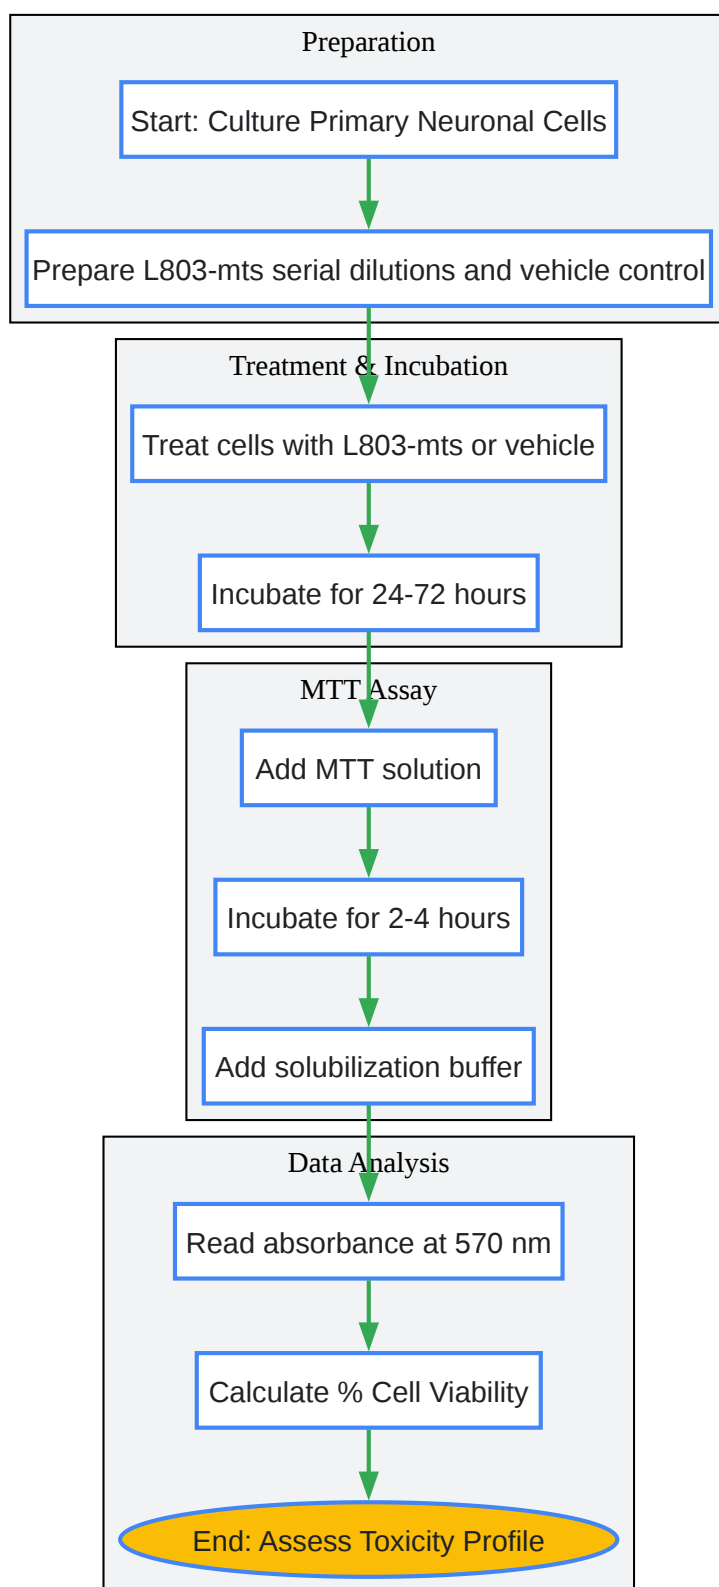 Preparation
Start: Culture Primary Neuronal Cells
Prepare L803-mts serial dilutions and vehicle control
Treatment & Incubation
Treat cells with L803-mts or vehicle
Incubate for 24-72 hours
MTT Assay
Add MTT solution
Incubate for 2-4 hours
Add solubilization buffer
Data Analysis
Read absorbance at 570 nm
Calculate % Cell Viability
End: Assess Toxicity Profile